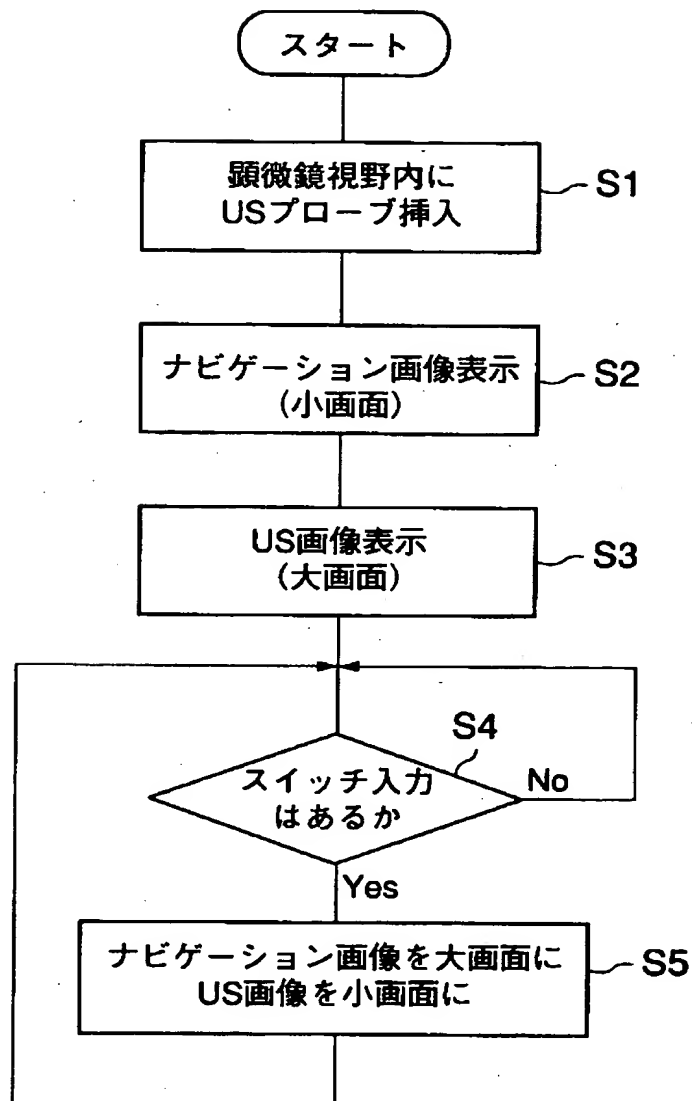 スタート
顕微鏡視野内に
USプローブ挿入
S1
ナビゲーション画像表示
(小画面)
S2
US画像表示
(大画面)
S3
S4
スイッチ入力
はあるか
No
Yes
ナビゲーション画像を大画面に
US画像を小画面に
S5